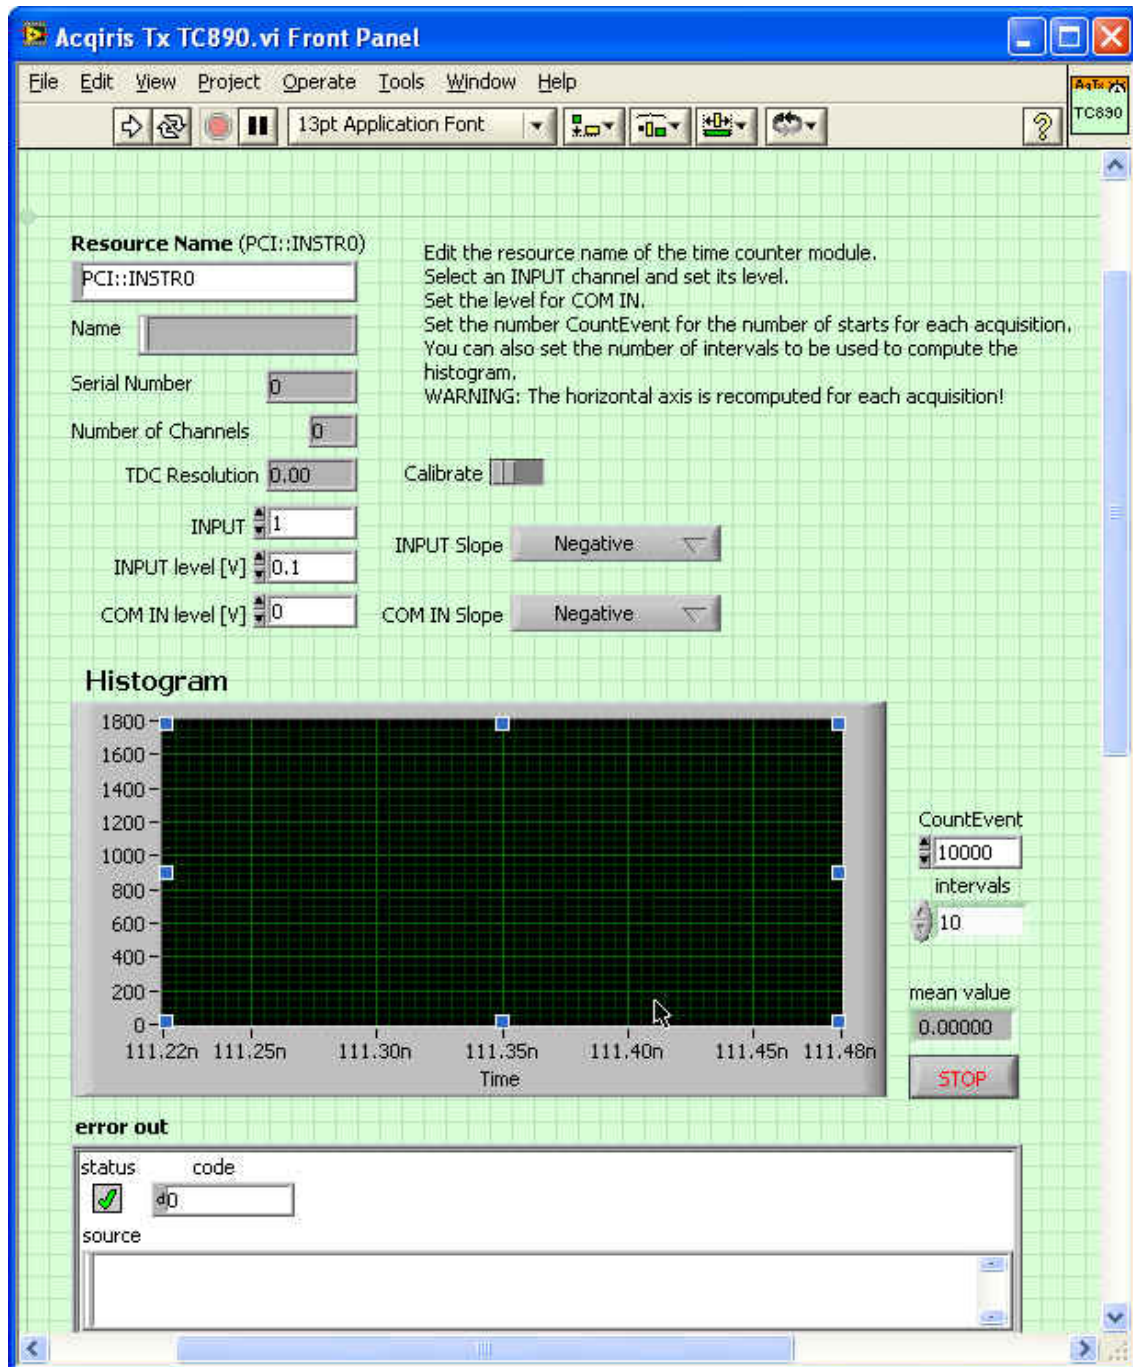 Acqiris Tx TC890.vi Front Panel
File Edit View Project Operate Tools Window Help
AqTx
TC890
13pt Application Font
Resource Name (PCI::INSTR0)
PCI::INSTR0
Edit the resource name of the time counter module.
Select an INPUT channel and set its level.
Set the level for COM IN.
Set the number CountEvent for the number of starts for each acquisition.
You can also set the number of intervals to be used to compute the
histogram.
WARNING: The horizontal axis is recomputed for each acquisition!
Name
Serial Number 0
Number of Channels 0
TDC Resolution 0.00
Calibrate
INPUT 1
INPUT Slope Negative
INPUT level [V] 0.1
COM IN level [V] 0
COM IN Slope Negative
Histogram
1800
1600
1400
1200
1000
800
600
400
200
0
111.22n 111.25n 111.30n 111.35n 111.40n 111.45n 111.48n
Time
CountEvent
10000
intervals
10
mean value
0.00000
STOP
error out
status code
d0
source